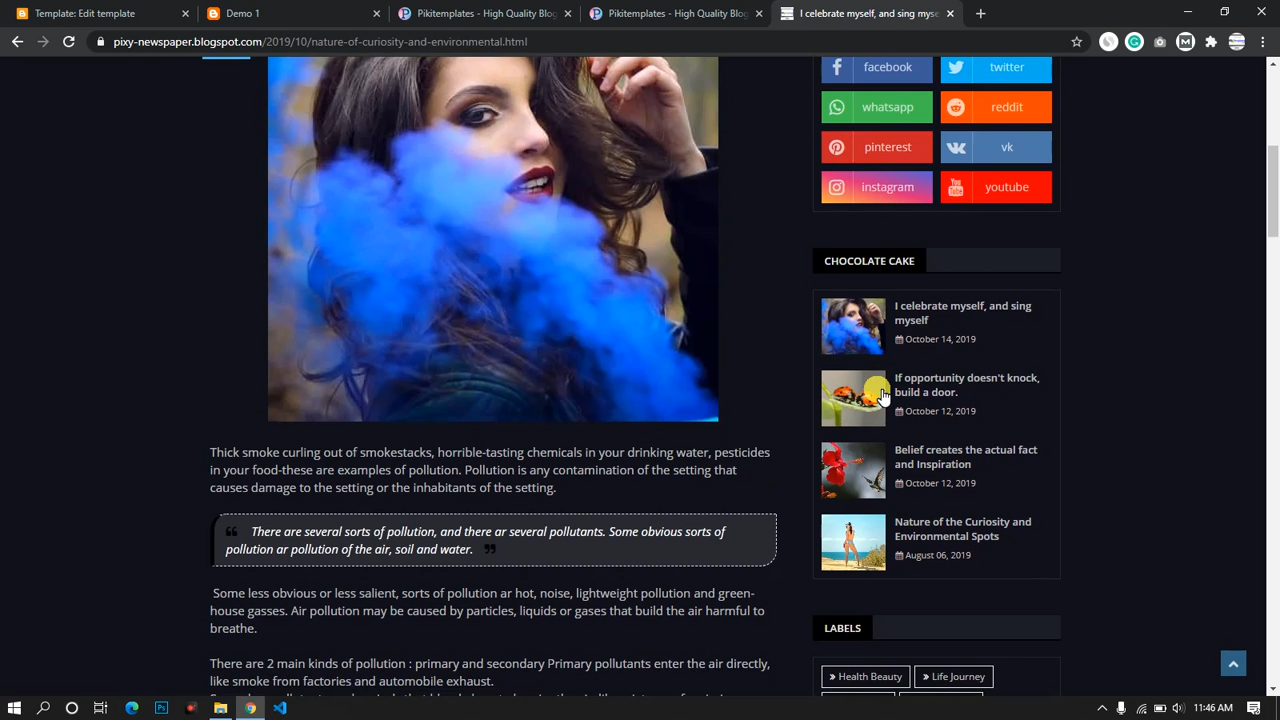 Template: Edit template
Demo 1
Pikitemplates - High Quality Blog
Pikitemplates - High Quality Blog
I celebrate myself, and sing myse
pixy-newspaper.blogspot.com/2019/10/nature-of-curiosity-and-environmental.html
facebook
twitter
whatsapp
reddit
pinterest
vk
instagram
youtube
CHOCOLATE CAKE
I celebrate myself, and sing
myself
October 14, 2019
If opportunity doesn't knock,
build a door.
October 12, 2019
Belief creates the actual fact
and Inspiration
October 12, 2019
Nature of the Curiosity and
Environmental Spots
August 06, 2019
LABELS
» Health Beauty
» Life Journey
Thick smoke curling out of smokestacks, horrible-tasting chemicals in your drinking water, pesticides
in your food-these are examples of pollution. Pollution is any contamination of the setting that
causes damage to the setting or the inhabitants of the setting.
There are several sorts of pollution, and there ar several pollutants. Some obvious sorts of
pollution ar pollution of the air, soil and water.
Some less obvious or less salient, sorts of pollution ar hot, noise, lightweight pollution and green-
house gasses. Air pollution may be caused by particles, liquids or gases that build the air harmful to
breathe.
There are 2 main kinds of pollution : primary and secondary Primary pollutants enter the air directly,
like smoke from factories and automobile exhaust.
11:46 AM